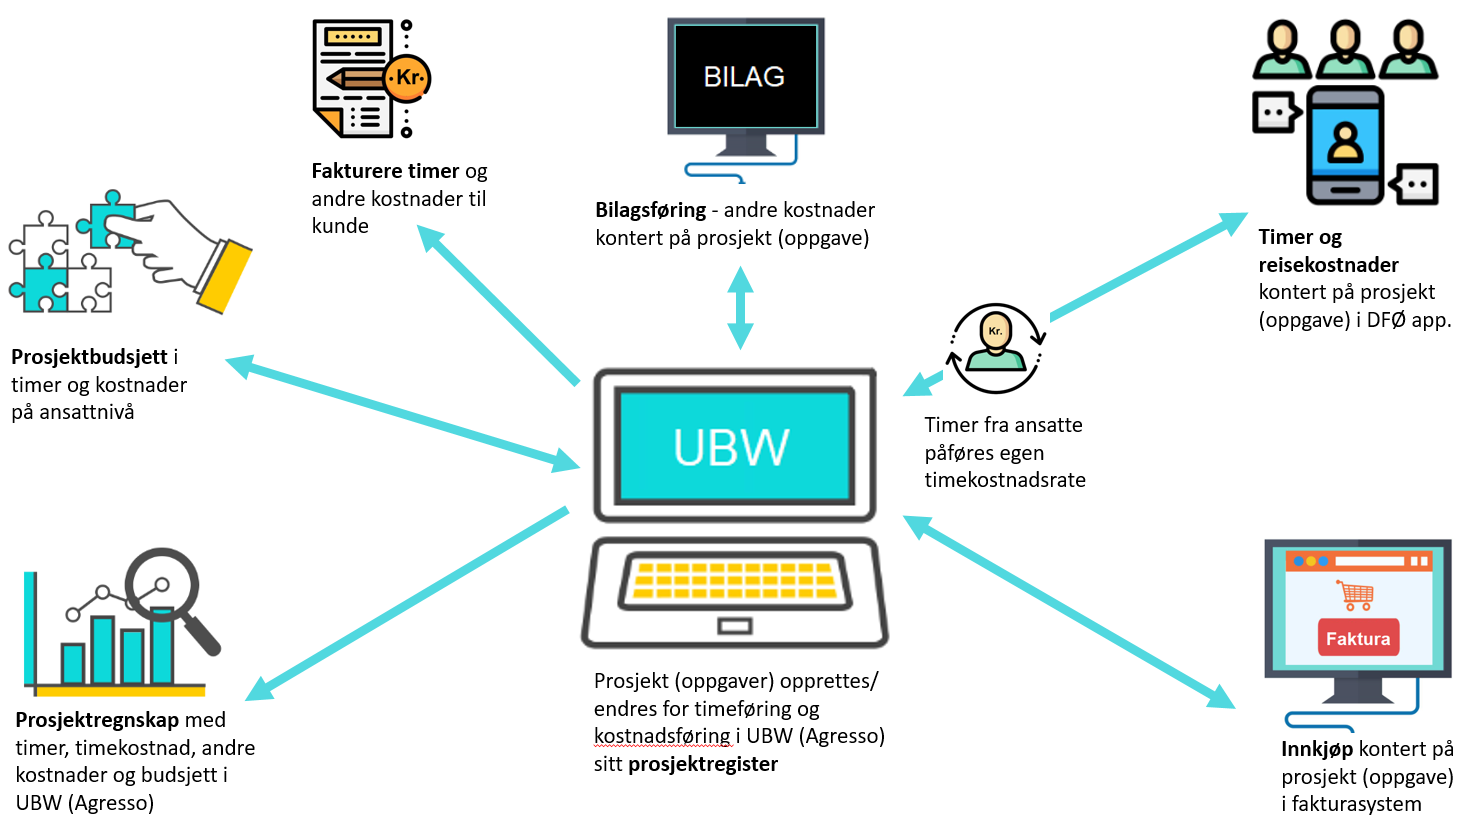 Kr.
Fakturere timer og
andre kostnader til
kunde
BILAG
Bilagsføring - andre kostnader
kontert på prosjekt (oppgave)
Timer og
reisekostnader
kontert på prosjekt
(oppgave) i DFØ app.
Prosjektbudsjett i
timer og kostnader
på ansattnivå
Kr.
Timer fra ansatte
påføres egen
timekostnadsrate
UBW
Prosjekt (oppgaver) opprettes/
endres for timeføring og
kostnadsføring i UBW (Agresso)
sitt prosjektregister
Prosjektregnskap med
timer, timekostnad, andre
kostnader og budsjett i
UBW (Agresso)
Faktura
Innkjøp kontert på
prosjekt (oppgave)
i fakturasystem